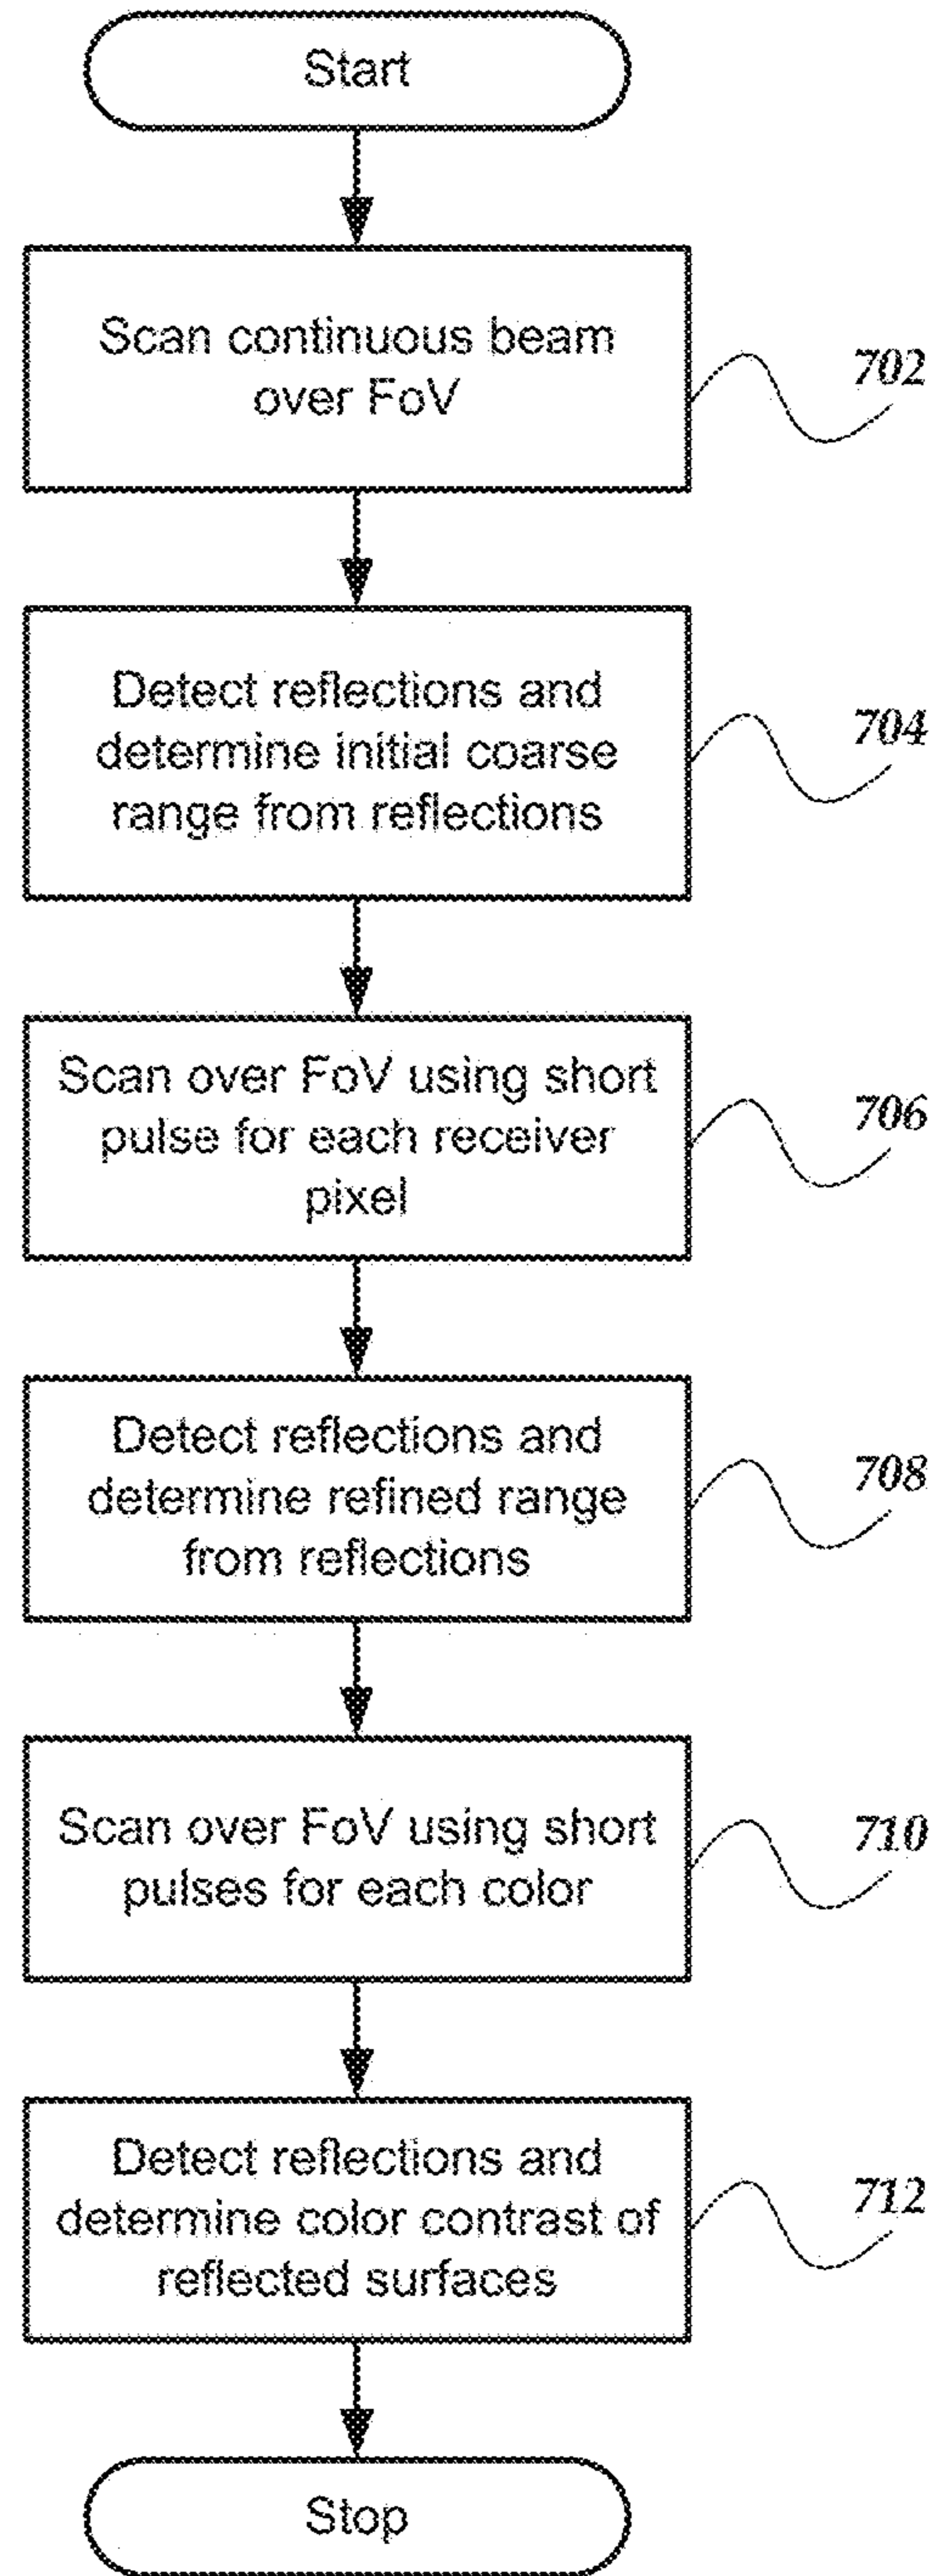 Start
Scan continuous beam
over FoV
702
Detect reflections and
determine initial coarse
range from reflections
704
Scan over FoV using short
pulse for each receiver
pixel
706
Detect reflections and
determine refined range
from reflections
708
Scan over FoV using short
pulses for each color
710
Detect reflections and
determine color contrast of
reflected surfaces
712
Stop